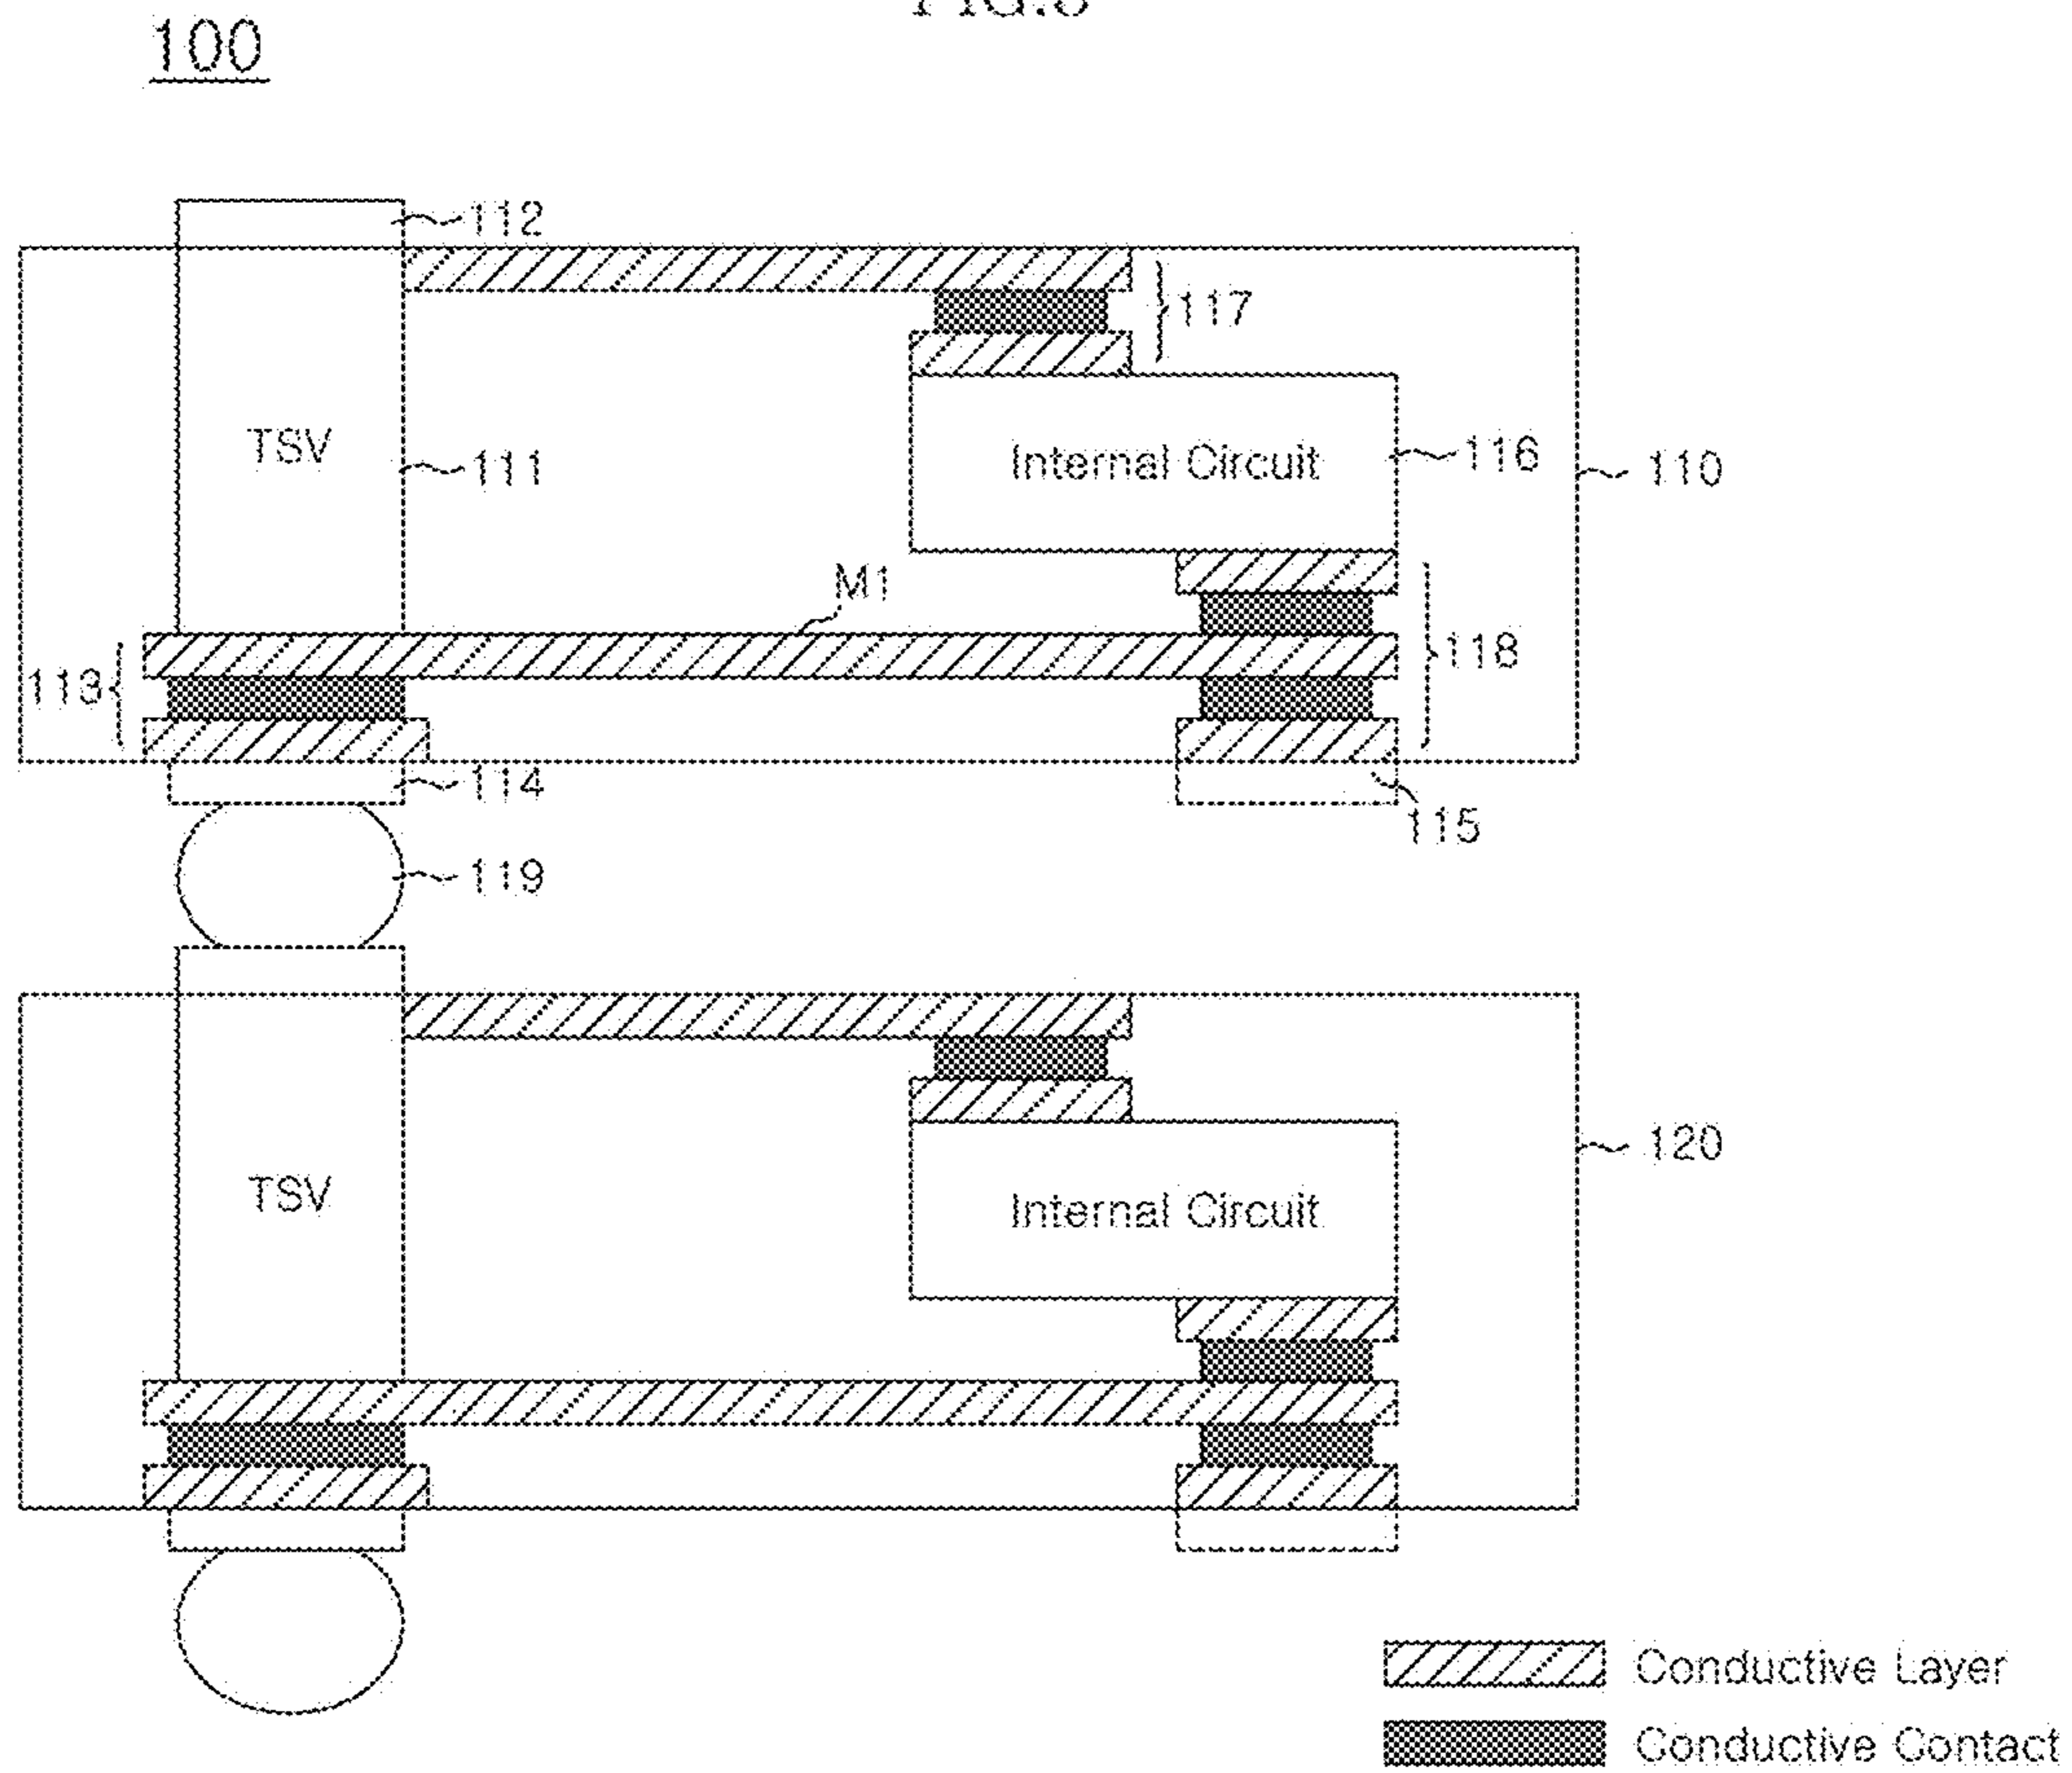 100
112
117
TSV
111
Internal Circuit
116
110
M1
113
118
114
115
119
TSV
Internal Circuit
120
Conductive Layer
Conductive Contact